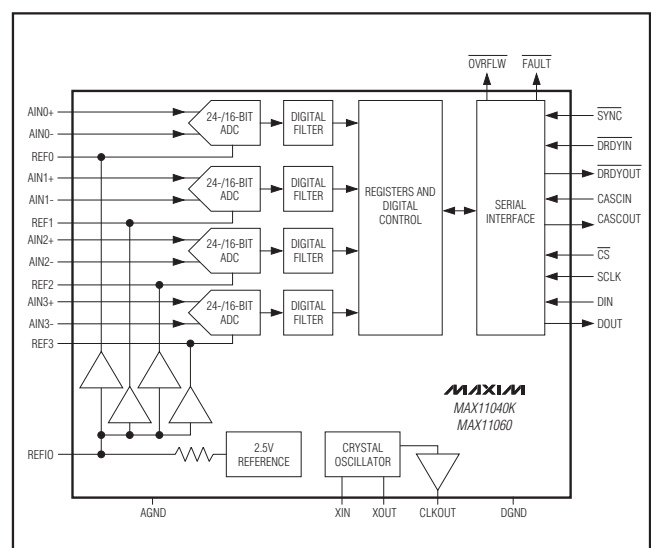 OVRFLW FAULT
AIN0+
AIN0-
REF0
AIN1+
AIN1-
REF1
AIN2+
AIN2-
REF2
AIN3+
AIN3-
REF3
REFIO
24-/16-BIT
ADC
24-/16-BIT
ADC
24-/16-BIT
ADC
24-/16-BIT
ADC
DIGITAL
FILTER
DIGITAL
FILTER
DIGITAL
FILTER
DIGITAL
FILTER
REGISTERS AND
DIGITAL
CONTROL
SERIAL
INTERFACE
SYNC
DRDYIN
DRDYOUT
CASCIN
CASCOUT
CS
SCLK
DIN
DOUT
MAXIM
MAX11040K
MAX11060
2.5V
REFERENCE
CRYSTAL
OSCILLATOR
AGND XIN XOUT CLKOUT DGND